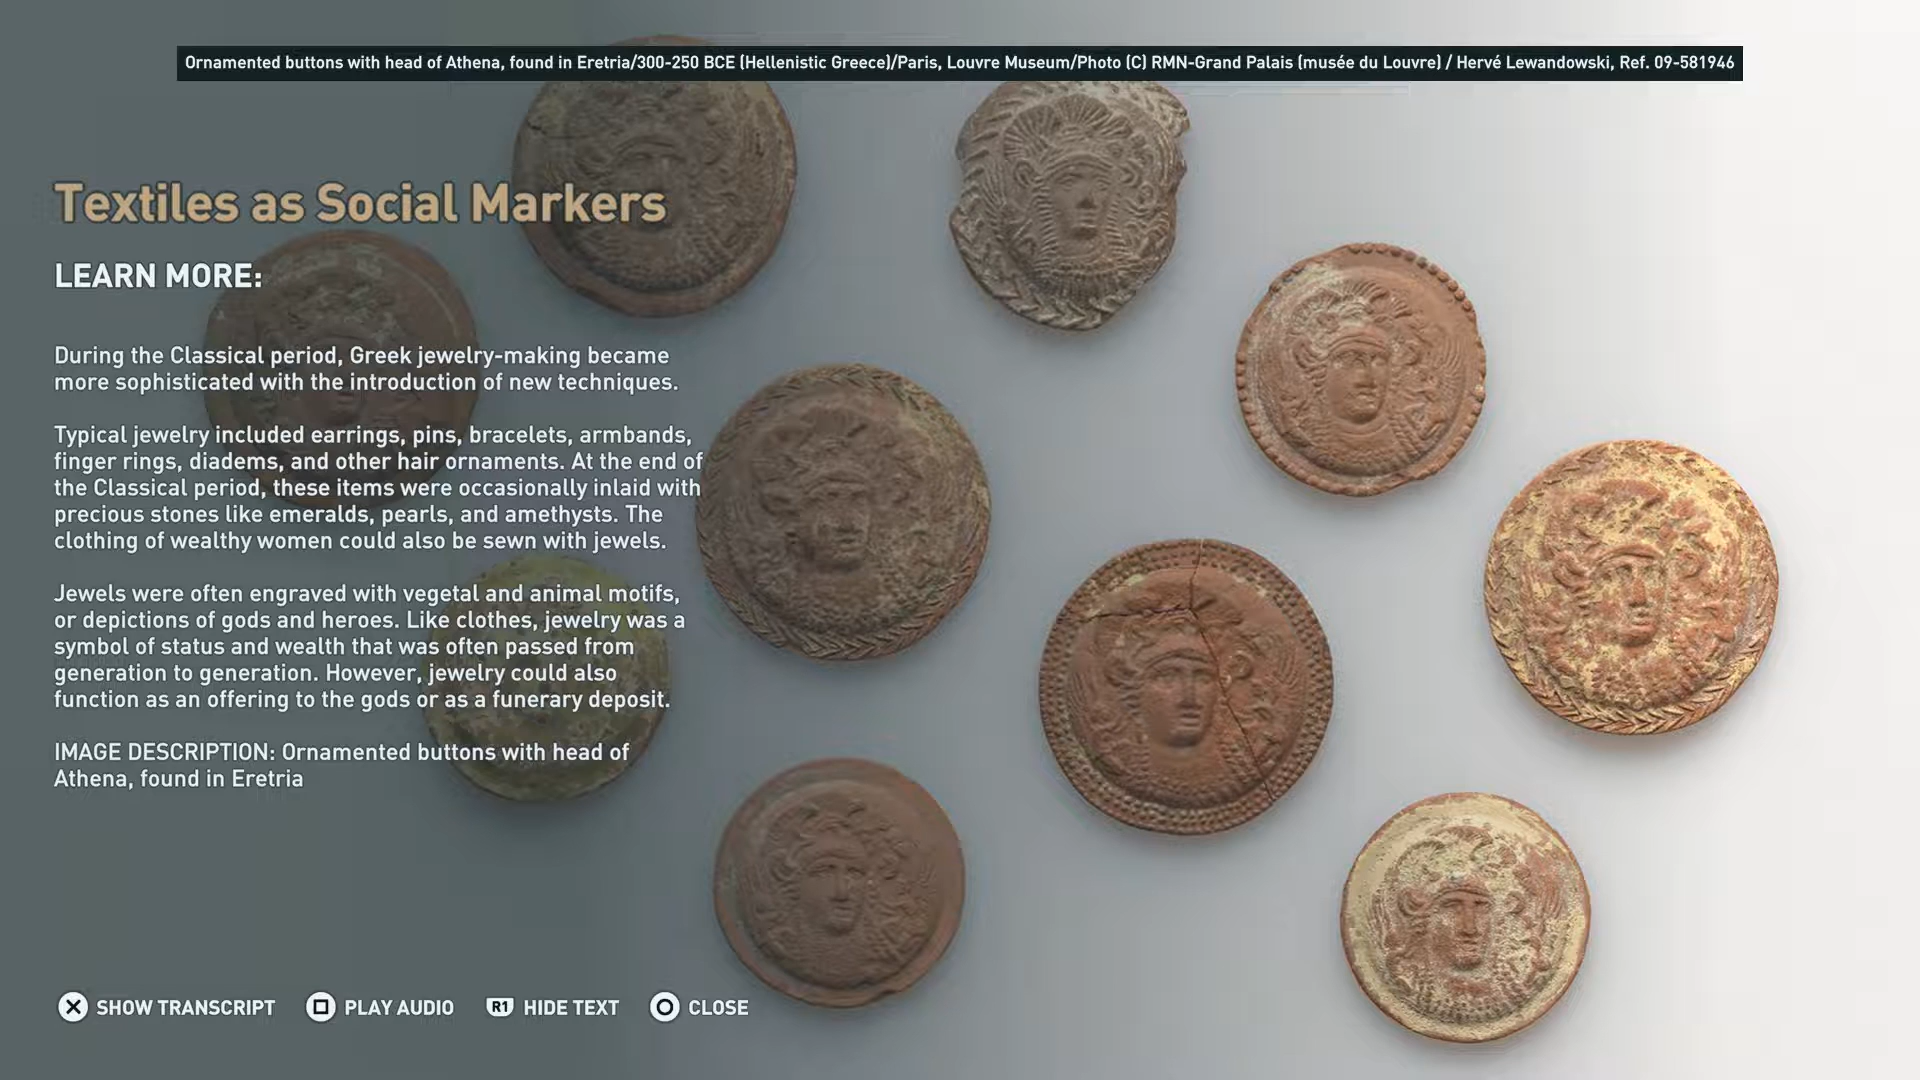 Ornamented buttons with head of Athena, found in Eretria/300-250 BCE (Hellenistic Greece)/Paris, Louvre Museum/Photo (C) RMN-Grand Palais (musée du Louvre) / Hervé Lewandowski, Ref. 09-581946
Textiles as Social Markers
LEARN MORE:
During the Classical period, Greek jewelry-making became
more sophisticated with the introduction of new techniques.
Typical jewelry included earrings, pins, bracelets, armbands,
finger rings, diadems, and other hair ornaments. At the end of
the Classical period, these items were occasionally inlaid with
precious stones like emeralds, pearls, and amethysts. The
clothing of wealthy women could also be sewn with jewels.
Jewels were often engraved with vegetal and animal motifs,
or depictions of gods and heroes. Like clothes, jewelry was a
symbol of status and wealth that was often passed from
generation to generation. However, jewelry could also
function as an offering to the gods or as a funerary deposit.
IMAGE DESCRIPTION: Ornamented buttons with head of
Athena, found in Eretria
SHOW TRANSCRIPT PLAY AUDIO R1 HIDE TEXT CLOSE